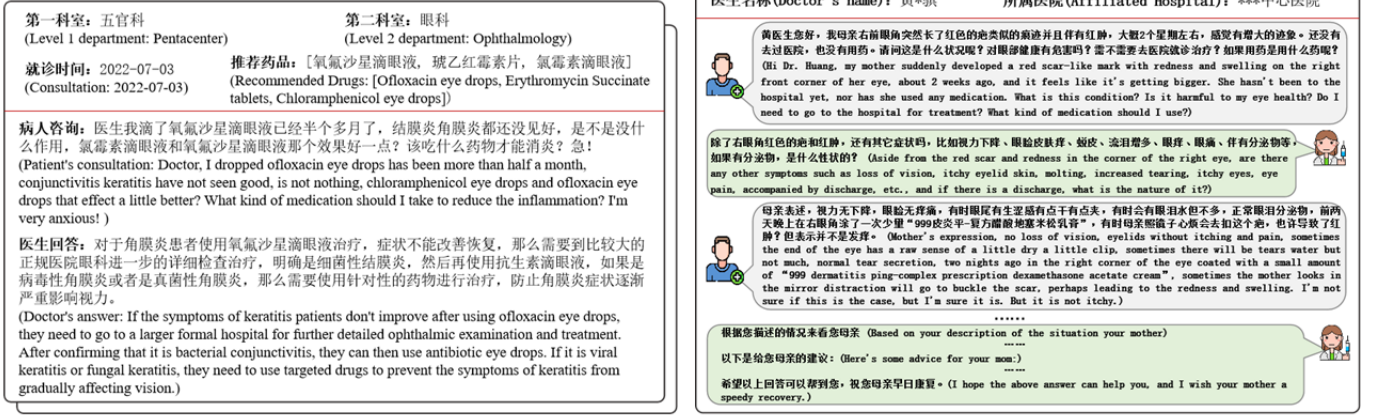 第一科室：五官科
(Level 1 department: Pentacenter)
第二科室：眼科
(Level 2 department: Ophthalmology)
就诊时间：2022-07-03
(Consultation: 2022-07-03)
推荐药品：[氧氟沙星滴眼液，琥乙红霉素片，氯霉素滴眼液]
(Recommended Drugs: [Ofloxacin eye drops, Erythromycin Succinate
tablets, Chloramphenicol eye drops])
病人咨询：医生我滴了氧氟沙星滴眼液已经半个多月了，结膜炎角膜炎都还没见好，是不是没什
么作用，氯霉素滴眼液和氧氟沙星滴眼液那个效果好一点？该吃什么药物才能消炎？急！
(Patient's consultation: Doctor, I dropped ofloxacin eye drops has been more than half a month,
conjunctivitis keratitis have not seen good, is not nothing, chloramphenicol eye drops and ofloxacin eye
drops that effect a little better? What kind of medication should I take to reduce the inflammation? I'm
very anxious! )
医生回答：对于角膜炎患者使用氧氟沙星滴眼液治疗，症状不能改善恢复，那么需要到比较大的
正规医院眼科进一步的详细检查治疗，明确是细菌性结膜炎，然后再使用抗生素滴眼液，如果是
病毒性角膜炎或者是真菌性角膜炎，那么需要使用针对性的药物进行治疗，防止角膜炎症状逐渐
严重影响视力。
(Doctor's answer: If the symptoms of keratitis patients don't improve after using ofloxacin eye drops,
they need to go to a larger formal hospital for further detailed ophthalmic examination and treatment.
After confirming that it is bacterial conjunctivitis, they can then use antibiotic eye drops. If it is viral
keratitis or fungal keratitis, they need to use targeted drugs to prevent the symptoms of keratitis from
gradually affecting vision.)
医生名称(Doctor's name)：黄*琪 所属医院(Affiliated Hospital)：***中心医院
黄医生您好，我母亲右前眼角突然长了红色的疤类似的痕迹并且伴有红肿，大概2个星期左右，感觉有增大的迹象。还没有
去过医院，也没有用药。请问这是什么状况呢？对眼部健康有危害吗？需不需要去医院就诊治疗？如果用药是用什么药呢？
(Hi Dr. Huang, my mother suddenly developed a red scar-like mark with redness and swelling on the right
front corner of her eye, about 2 weeks ago, and it feels like it's getting bigger. She hasn't been to the
hospital yet, nor has she used any medication. What is this condition? Is it harmful to my eye health? Do I
need to go to the hospital for treatment? What kind of medication should I use?)
除了右眼角红色的疤和红肿，还有其它症状吗，比如视力下降、眼睑皮肤痒、蜕皮、流泪增多、眼痒、眼痛、伴有分泌物等，
如果有分泌物，是什么性状的？ (Aside from the red scar and redness in the corner of the right eye, are there
any other symptoms such as loss of vision, itchy eyelid skin, molting, increased tearing, itchy eyes, eye
pain, accompanied by discharge, etc., and if there is a discharge, what is the nature of it?)
母亲表述，视力无下降，眼睑无痒痛，有时眼尾有生涩感有点干有点夹，有时会有眼泪水但不多，正常眼泪分泌物，前两
天晚上在右眼角涂了一次少里“999皮炎平-复方醋酸地塞米松乳膏”，有时母亲照镜子心烦会去扣这个疤，也许导致了红
肿？但表示并不是发痒。 (Mother's expression, no loss of vision, eyelids without itching and pain, sometimes
the end of the eye has a raw sense of a little dry a little clip, sometimes there will be tears water but
not much, normal tear secretion, two nights ago in the right corner of the eye coated with a small amount
of “999 dermatitis ping-complex prescription dexamethasone acetate cream”, sometimes the mother looks in
the mirror distraction will go to buckle the scar, perhaps leading to the redness and swelling. I'm not
sure if this is the case, but I'm sure it is. But it is not itchy.)
......
根据您描述的情况来看您母亲 (Based on your description of the situation your mother)
......
以下是给您母亲的建议：(Here's some advice for your mom:)
......
希望以上回答可以帮到您，祝您母亲早日康复。(I hope the above answer can help you, and I wish your mother a
speedy recovery.)